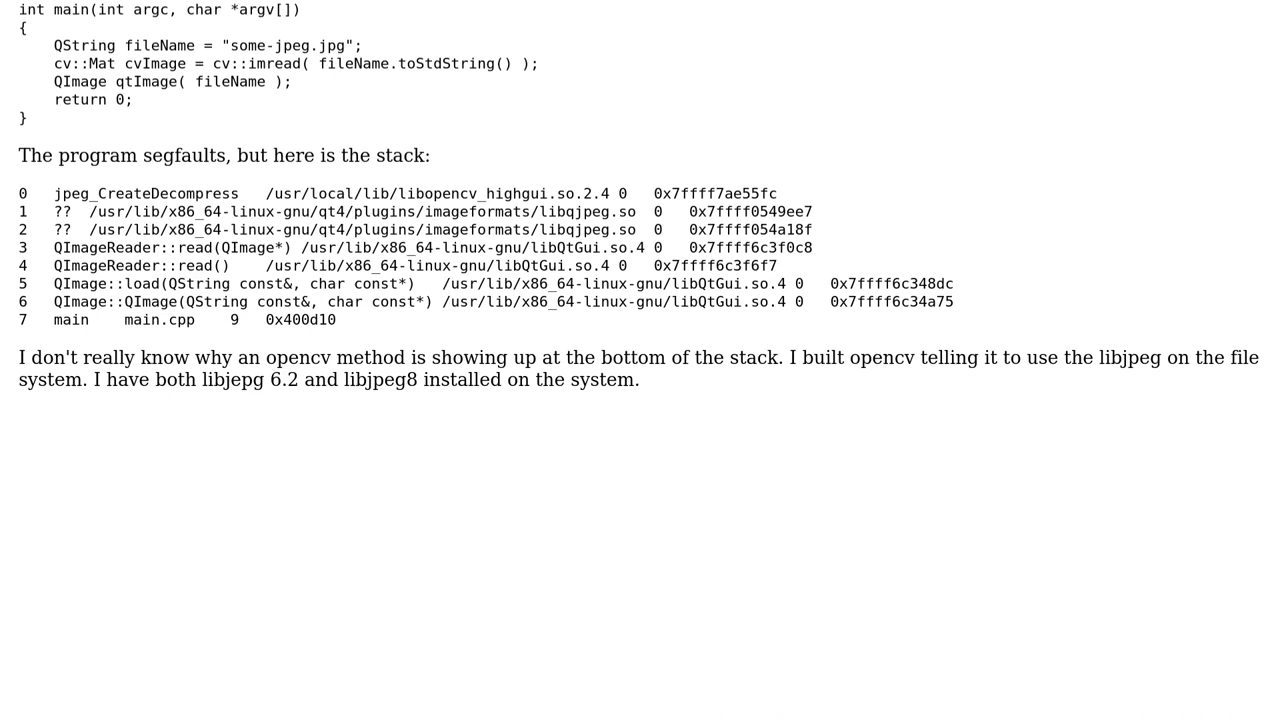 int main(int argc, char *argv[])
{
    QString fileName = "some-jpeg.jpg";
    cv::Mat cvImage = cv::imread( fileName.toStdString() );
    QImage qtImage( fileName );
    return 0;
}
The program segfaults, but here is the stack:
0   jpeg_CreateDecompress   /usr/local/lib/libopencv_highgui.so.2.4 0   0x7ffff7ae55fc
1   ??  /usr/lib/x86_64-linux-gnu/qt4/plugins/imageformats/libqjpeg.so  0   0x7ffff0549ee7
2   ??  /usr/lib/x86_64-linux-gnu/qt4/plugins/imageformats/libqjpeg.so  0   0x7ffff054a18f
3   QImageReader::read(QImage*) /usr/lib/x86_64-linux-gnu/libQtGui.so.4 0   0x7ffff6c3f0c8
4   QImageReader::read()    /usr/lib/x86_64-linux-gnu/libQtGui.so.4 0   0x7ffff6c3f6f7
5   QImage::load(QString const&, char const*)   /usr/lib/x86_64-linux-gnu/libQtGui.so.4 0   0x7ffff6c348dc
6   QImage::QImage(QString const&, char const*) /usr/lib/x86_64-linux-gnu/libQtGui.so.4 0   0x7ffff6c34a75
7   main    main.cpp    9   0x400d10
I don't really know why an opencv method is showing up at the bottom of the stack. I built opencv telling it to use the libjpeg on the file
system. I have both libjepg 6.2 and libjpeg8 installed on the system.